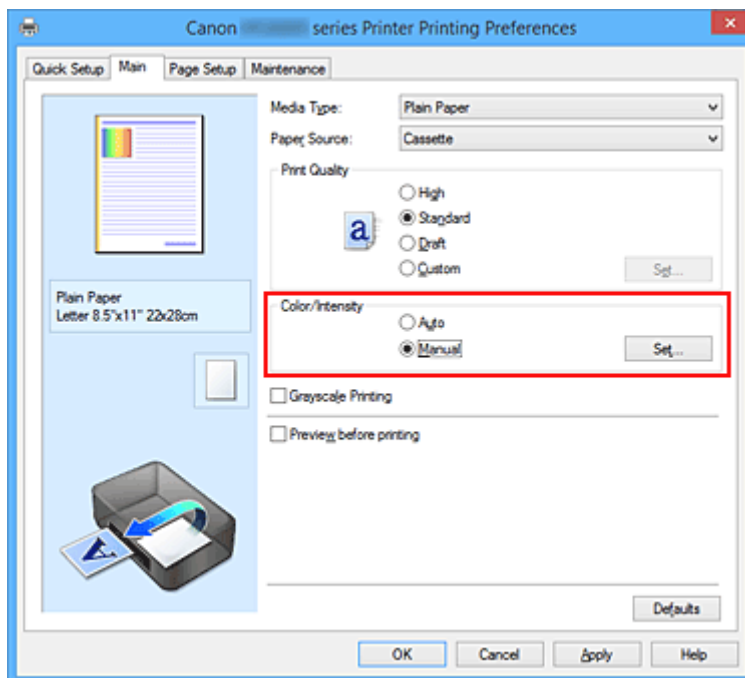 Canon series Printer Printing Preferences
Quick Setup Main Page Setup Maintenance
Media Type: Plain Paper
Paper Source: Cassette
Print Quality
High
Standard
Draft
Custom Set...
a
Plain Paper
Letter 8.5"x11" 22x28cm
Color/Intensity
Auto
Manual Set...
Grayscale Printing
Preview before printing
A
Defaults
OK Cancel Apply Help